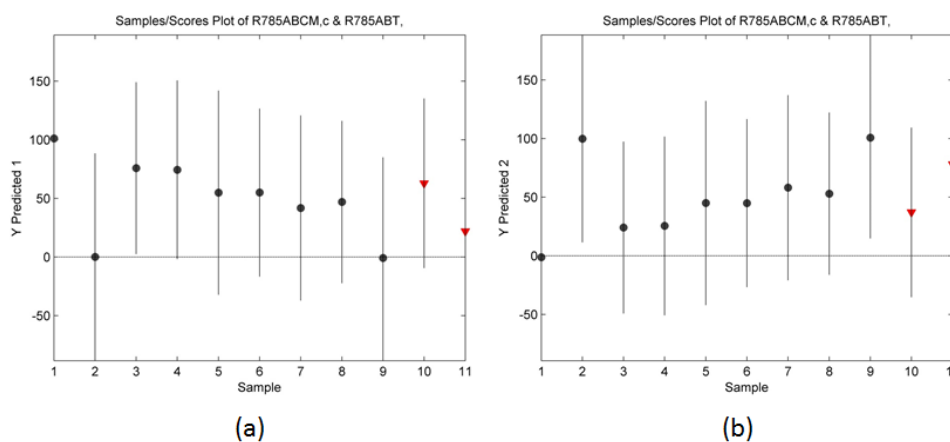 Samples/Scores Plot of R785ABCM,c & R785ABT,
Y Predicted 1
150
100
50
0
-50
1 2 3 4 5 6 7 8 9 10 11
Sample
(a)
Samples/Scores Plot of R785ABCM,c & R785ABT,
Y Predicted 2
150
100
50
0
-50
1 2 3 4 5 6 7 8 9 10
Sample
(b)